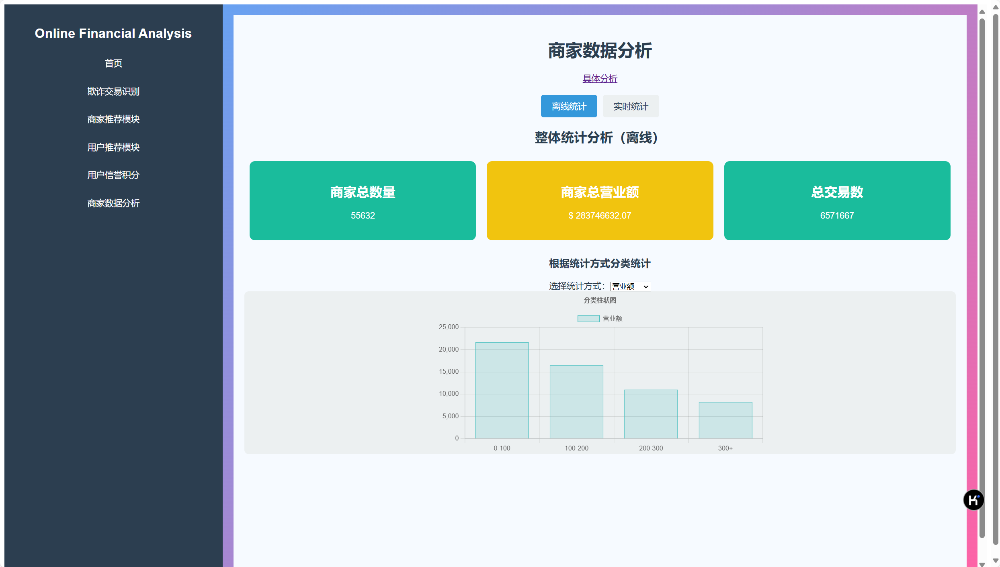 Online Financial Analysis
首页
欺诈交易识别
商家推荐模块
用户推荐模块
用户信誉积分
商家数据分析
商家数据分析
具体分析
离线统计 实时统计
整体统计分析（离线）
商家总数量
55632
商家总营业额
$ 283746632.07
总交易数
6571667
根据统计方式分类统计
选择统计方式：营业额
分类柱状图
营业额
25,000
20,000
15,000
10,000
5,000
0
0-100 100-200 200-300 300+
K